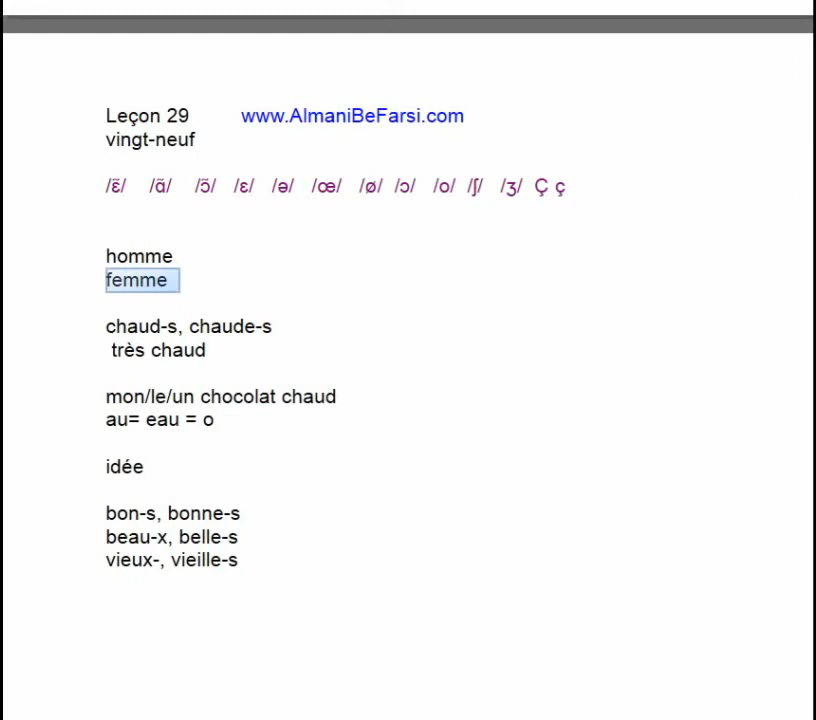 Leçon 29 www.AlmaniBeFarsi.com
vingt-neuf
/ɛ̃/ /ɑ̃/ /ɔ̃/ /ɛ/ /ə/ /œ/ /ø/ /ɔ/ /o/ /ʃ/ /ʒ/ Ç ç
homme
femme
chaud-s, chaude-s
très chaud
mon/le/un chocolat chaud
au= eau = o
idée
bon-s, bonne-s
beau-x, belle-s
vieux-, vieille-s